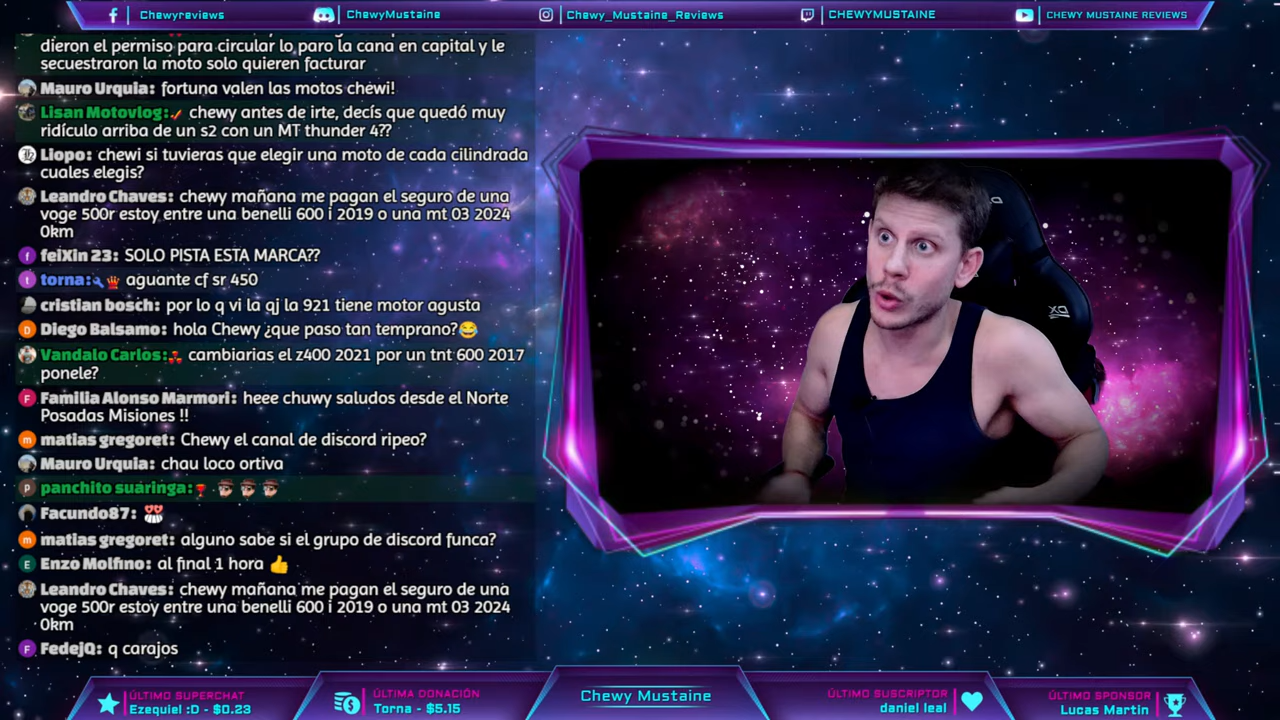 Chewyreviews
ChewyMustaine
Chewy_Mustaine_Reviews
CHEWYMUSTAINE
CHEWY MUSTAINE REVIEWS
dieron el permiso para circular lo paro la cana en capital y le
secuestraron la moto solo quieren facturar
Mauro Urquia: fortuna valen las motos chewi!
Lisan Motovlog: chewy antes de irte, decís que quedó muy
ridículo arriba de un s2 con un MT thunder 4??
Liopo: chewi si tuvieras que elegir una moto de cada cilindrada
cuales elegis?
Leandro Chaves: chewy mañana me pagan el seguro de una
voge 500r estoy entre una benelli 600 i 2019 o una mt 03 2024
0km
feiXin 23: SOLO PISTA ESTA MARCA??
torna: aguante cf sr 450
cristian bosch: por lo q vi la qj la 921 tiene motor agusta
Diego Balsamo: hola Chewy ¿que paso tan temprano?😂
Vandalo Carlos: cambiarias el z400 2021 por un tnt 600 2017
ponele?
Familia Alonso Marmori: heee chuwy saludos desde el Norte
Posadas Misiones !!
matias gregoret: Chewy el canal de discord ripeo?
Mauro Urquia: chau loco ortiva
panchito suaringa:
Facundo87:
matias gregoret: alguno sabe si el grupo de discord funca?
Enzo Molfino: al final 1 hora 👍
Leandro Chaves: chewy mañana me pagan el seguro de una
voge 500r estoy entre una benelli 600 i 2019 o una mt 03 2024
0km
FedejQ: q carajos
ÚLTIMO SUPERCHAT
Ezequiel :D - $0.23
ÚLTIMA DONACIÓN
Torna - $5.15
Chewy Mustaine
ÚLTIMO SUSCRIPTOR
daniel leal
ÚLTIMO SPONSOR
Lucas Martin